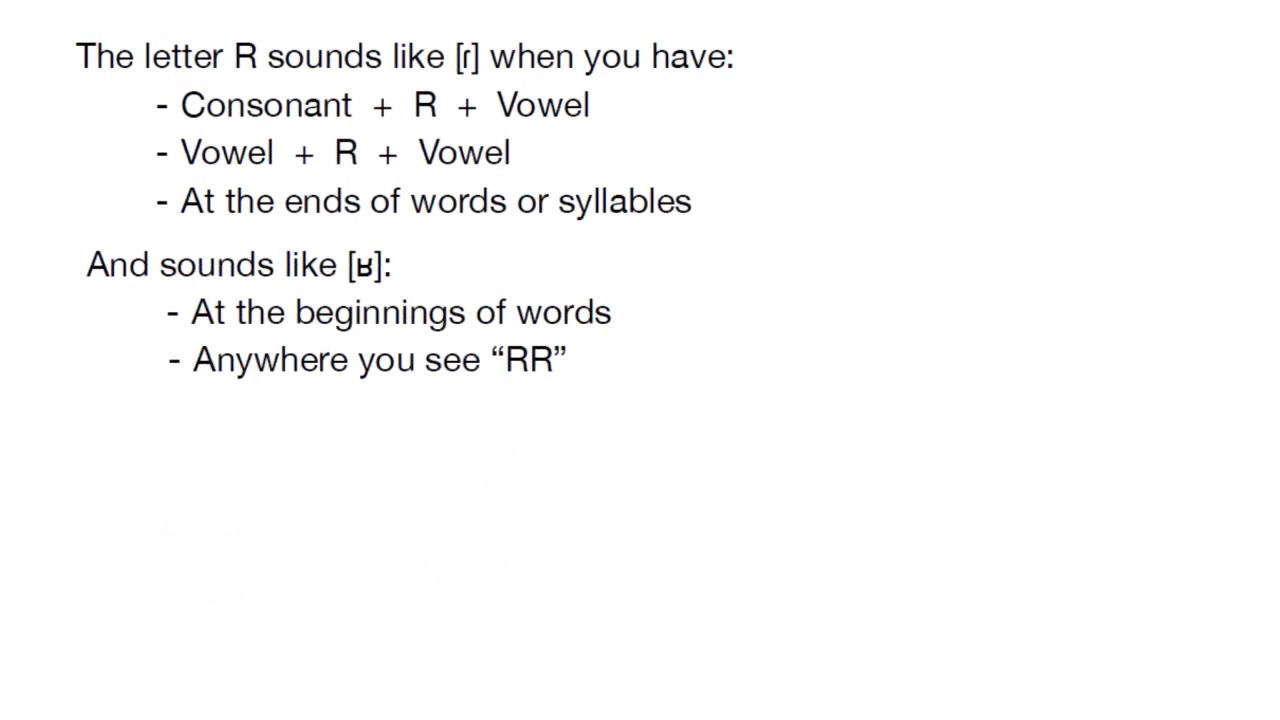 The letter R sounds like [ɾ] when you have:
- Consonant + R + Vowel
- Vowel + R + Vowel
- At the ends of words or syllables
And sounds like [ʁ]:
- At the beginnings of words
- Anywhere you see “RR”